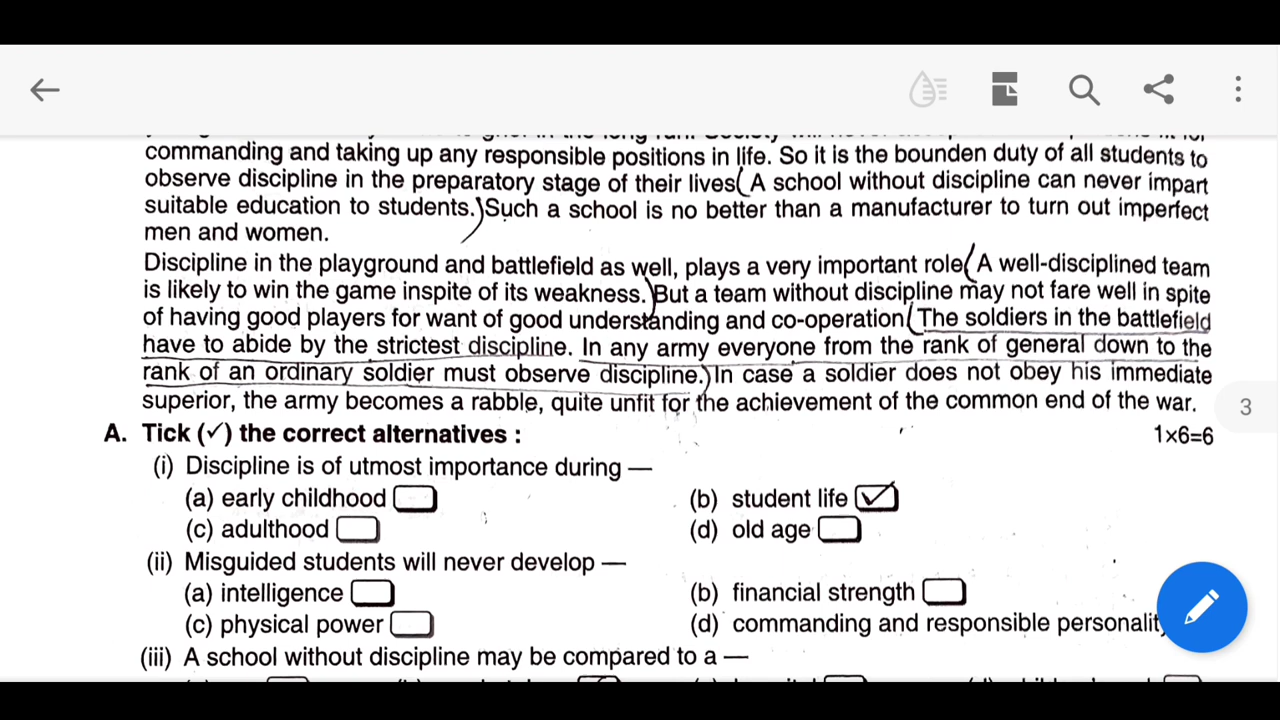 commanding and taking up any responsible positions in life. So it is the bounden duty of all students to
observe discipline in the preparatory stage of their lives(A school without discipline can never impart
suitable education to students.)Such a school is no better than a manufacturer to turn out imperfect
men and women.
Discipline in the playground and battlefield as well, plays a very important role(A well-disciplined team
is likely to win the game inspite of its weakness.)But a team without discipline may not fare well in spite
of having good players for want of good understanding and co-operation(The soldiers in the battlefield
have to abide by the strictest discipline. In any army everyone from the rank of general down to the
rank of an ordinary soldier must observe discipline.)In case a soldier does not obey his immediate
superior, the army becomes a rabble, quite unfit for the achievement of the common end of the war.
3
A. Tick (✓) the correct alternatives : 1×6=6
(i) Discipline is of utmost importance during —
(a) early childhood (b) student life ✓
(c) adulthood (d) old age
(ii) Misguided students will never develop —
(a) intelligence (b) financial strength
(c) physical power (d) commanding and responsible
(iii) A school without discipline may be compared to a —